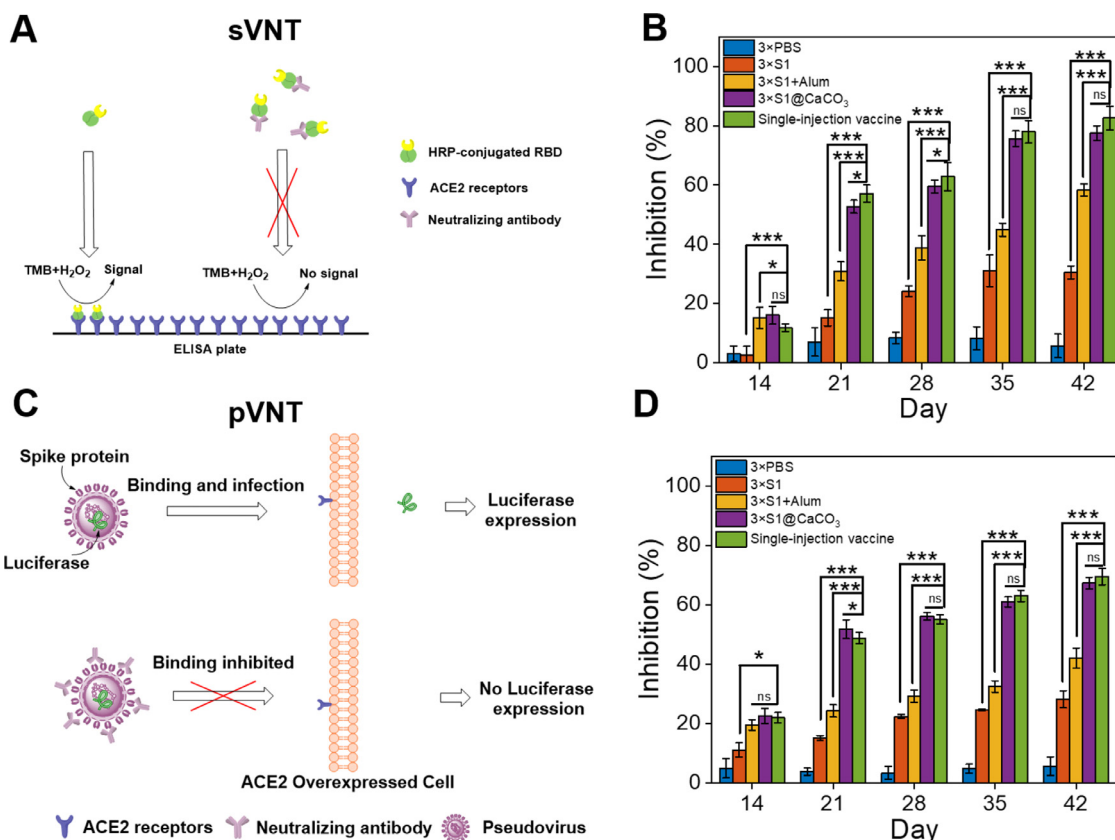 A
sVNT
HRP-conjugated RBD
ACE2 receptors
Neutralizing antibody
TMB+H₂O₂
Signal
TMB+H₂O₂
No signal
ELISA plate
B
3×PBS
3×S1
3×S1+Alum
3×S1@CaCO₃
Single-injection vaccine
Inhibition (%)
100
80
60
40
20
0
***
*
ns
***
***
*
***
***
*
***
***
ns
***
***
ns
14
21
28
35
42
Day
C
pVNT
Spike protein
Luciferase
Binding and infection
Luciferase
expression
Binding inhibited
No Luciferase
expression
ACE2 Overexpressed Cell
ACE2 receptors
Neutralizing antibody
Pseudovirus
D
3×PBS
3×S1
3×S1+Alum
3×S1@CaCO₃
Single-injection vaccine
Inhibition (%)
100
80
60
40
20
0
*
ns
***
***
*
***
***
ns
***
***
ns
***
***
ns
14
21
28
35
42
Day